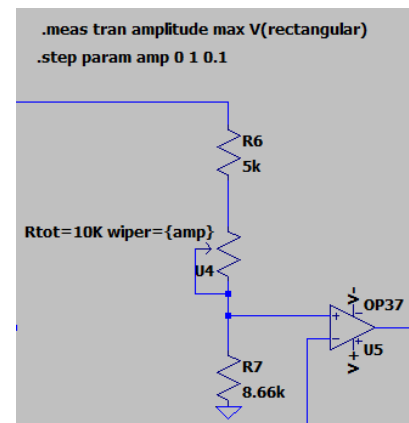 .meas tran amplitude max V(rectangular)
.step param amp 0 1 0.1
R6
5k
Rtot=10K wiper={amp}
U4
V-
OP37
U5
V+
R7
8.66k